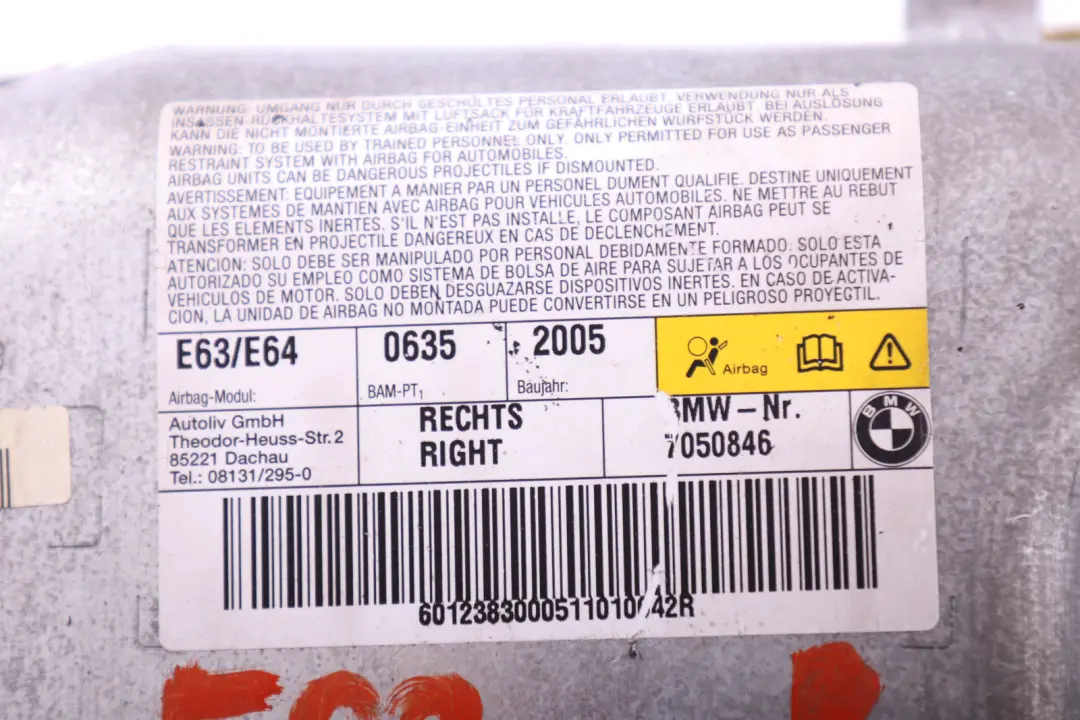 WARNUNG: UMGANG NUR DURCH GESCHULTES PERSONAL ERLAUBT. VERWENDUNG NUR ALS
INSASSEN-RÜCKHALTESYSTEM MIT LUFTSACK FÜR KRAFTFAHRZEUGE ERLAUBT, BEI AUSLÖSUNG
KANN DIE NICHT MONTIERTE AIRBAG-EINHEIT ZUM GEFÄHRLICHEN WURFSTÜCK WERDEN.
WARNING: TO BE USED BY TRAINED PERSONNEL ONLY. ONLY PERMITTED FOR USE AS PASSENGER
RESTRAINT SYSTEM WITH AIRBAG FOR AUTOMOBILES.
AIRBAG UNITS CAN BE DANGEROUS PROJECTILES IF DISMOUNTED.
AVERTISSEMENT: EQUIPEMENT A MANIER PAR UN PERSONEL DUMENT QUALIFIE. DESTINE UNIQUEMENT
AUX SYSTEMES DE MANTIEN AVEC AIRBAG POUR VEHICULES AUTOMOBILES. NE METTRE AU REBUT
QUE LES ELEMENTS INERTES. S'IL N'EST PAS INSTALLE, LE COMPOSANT AIRBAG PEUT SE
TRANSFORMER EN PROJECTILE DANGEREUX EN CAS DE DECLENCHEMENT.
ATENCION: SOLO DEBE SER MANIPULADO POR PERSONAL DEBIDAMENTE FORMADO. SOLO ESTA
AUTORIZADO SU EMPLEO COMO SISTEMA DE BOLSA DE AIRE PARA SUJETAR A LOS OCUPANTES DE
VEHICULOS DE MOTOR. SOLO DEBEN DESGUAZARSE DISPOSITIVOS INERTES. EN CASO DE ACTIVA-
CION, LA UNIDAD DE AIRBAG NO MONTADA PUEDE CONVERTIRSE EN UN PELIGROSO PROYECTIL.
E63/E64
Airbag-Modul:
0635
BAM-PT1
2005
Baujahr:
Airbag
Autoliv GmbH
Theodor-Heuss-Str.2
85221 Dachau
Tel.: 08131/295-0
RECHTS
RIGHT
BMW-Nr.
7050846
BMW